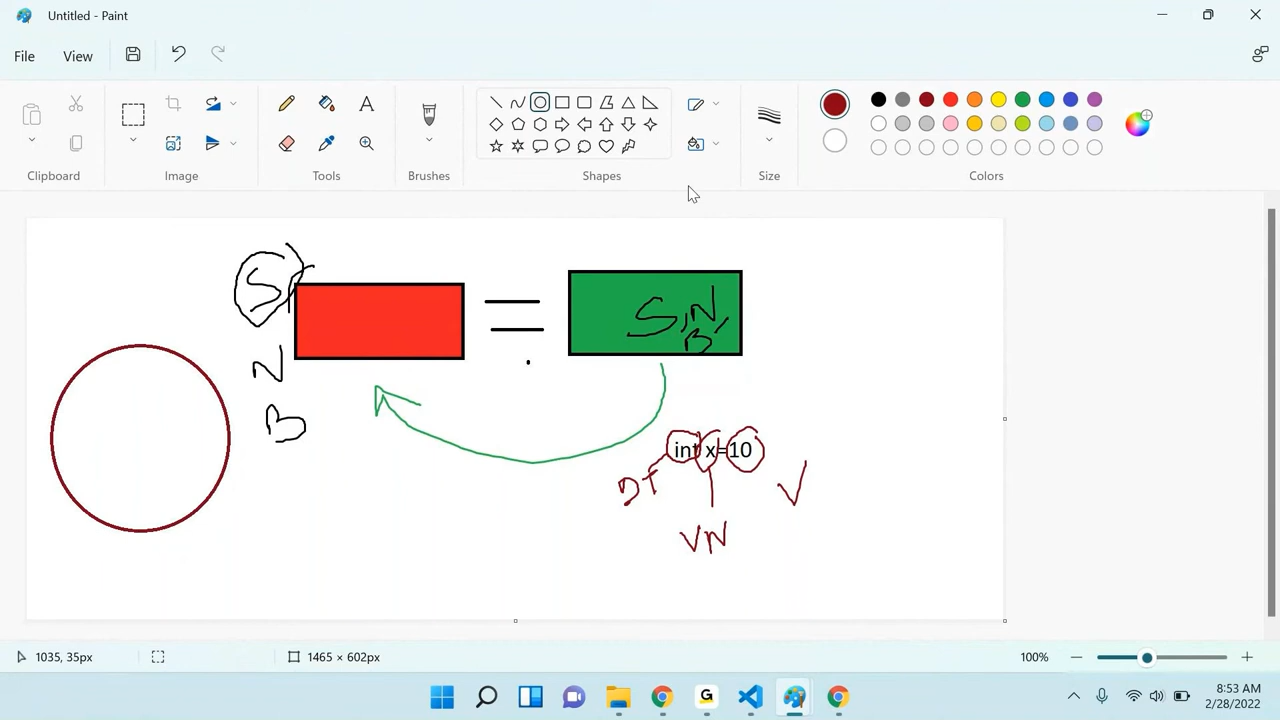 Untitled - Paint
File View
Clipboard
Image
Tools
Brushes
Shapes
Size
Colors
S
S,N,
B
N
B
int x=10
DT
V
VN
1035, 35px
1465 × 602px
100%
8:53 AM
2/28/2022